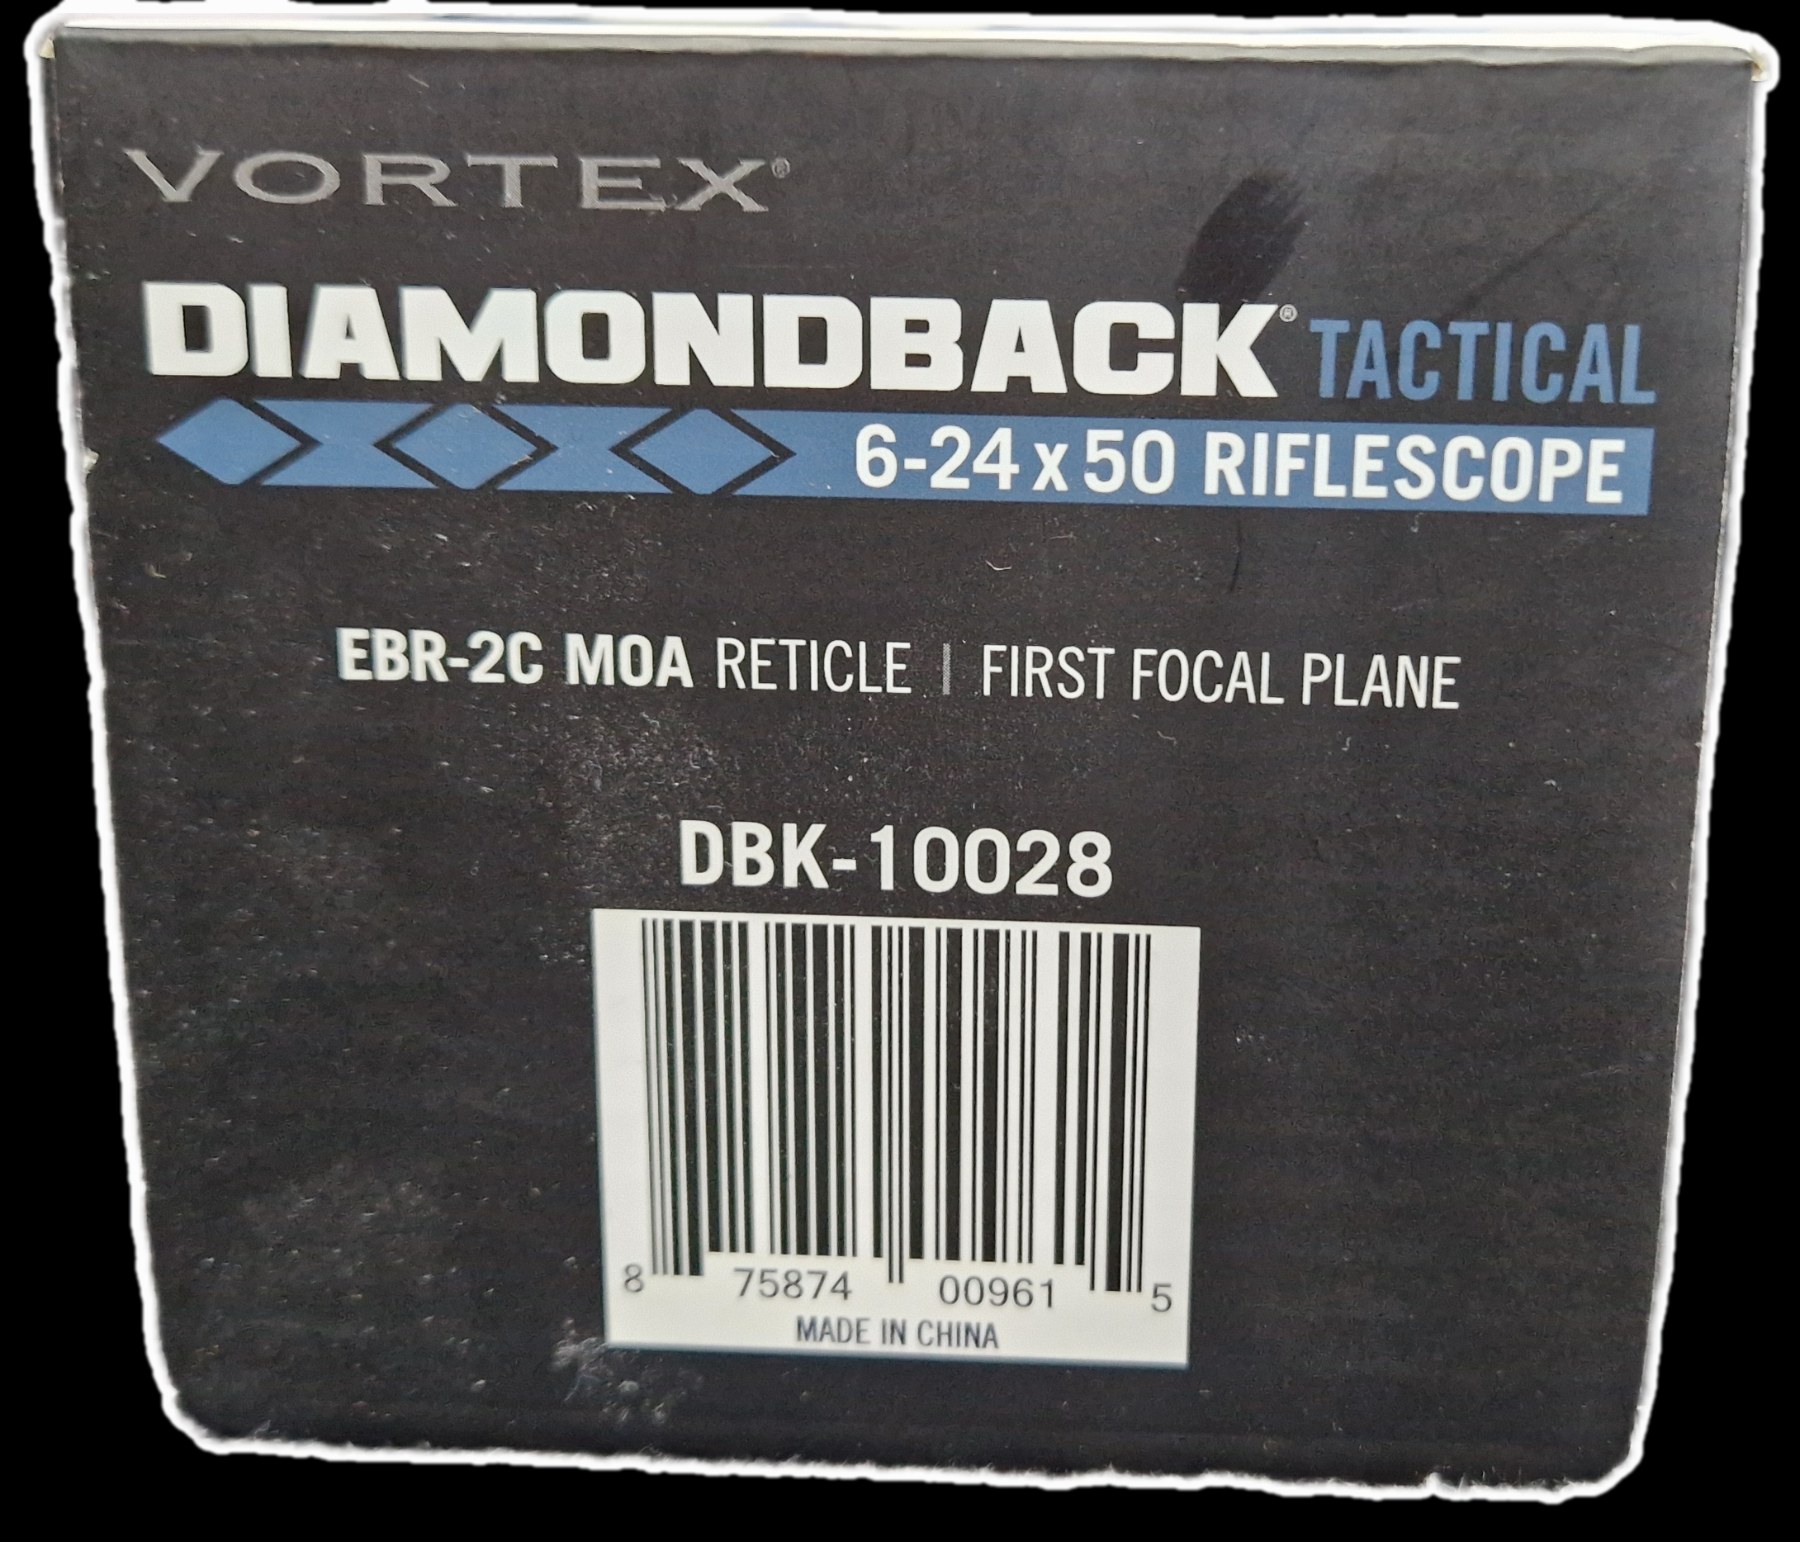 VORTEX®
DIAMONDBACK® TACTICAL
6-24 x 50 RIFLESCOPE
EBR-2C MOA RETICLE | FIRST FOCAL PLANE
DBK-10028
8 75874 00961 5
MADE IN CHINA